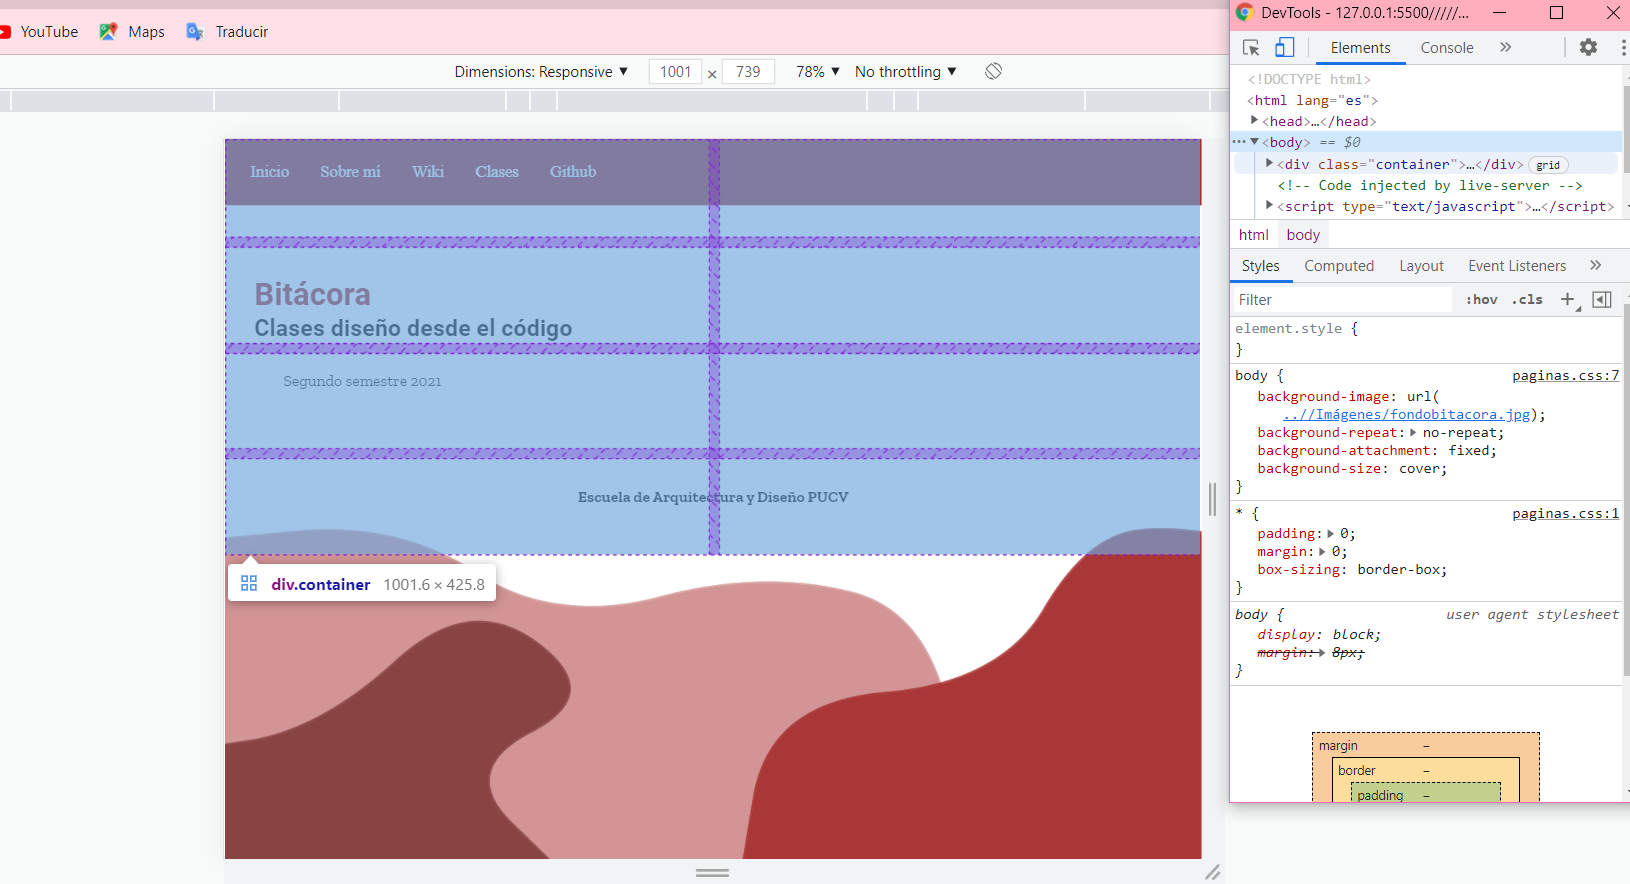 YouTube Maps Traducir
Dimensions: Responsive ▼ 1001 × 739 78% ▼ No throttling ▼
Inicio Sobre mí Wiki Clases Github
Bitácora
Clases diseño desde el código
Segundo semestre 2021
Escuela de Arquitectura y Diseño PUCV
div.container 1001.6 × 425.8
DevTools - 127.0.0.1:5500/////...
Elements Console »
<!DOCTYPE html>
<html lang="es">
<head>…</head>
<body> == $0
<div class="container">…</div> grid
<!-- Code injected by live-server -->
<script type="text/javascript">…</script>
html body
Styles Computed Layout Event Listeners »
Filter :hov .cls +
element.style {
}
body { paginas.css:7
background-image: url(
..//Imágenes/fondobitacora.jpg);
background-repeat: no-repeat;
background-attachment: fixed;
background-size: cover;
}
* { paginas.css:1
padding: 0;
margin: 0;
box-sizing: border-box;
}
body { user agent stylesheet
display: block;
margin: 8px;
}
margin –
border –
padding –